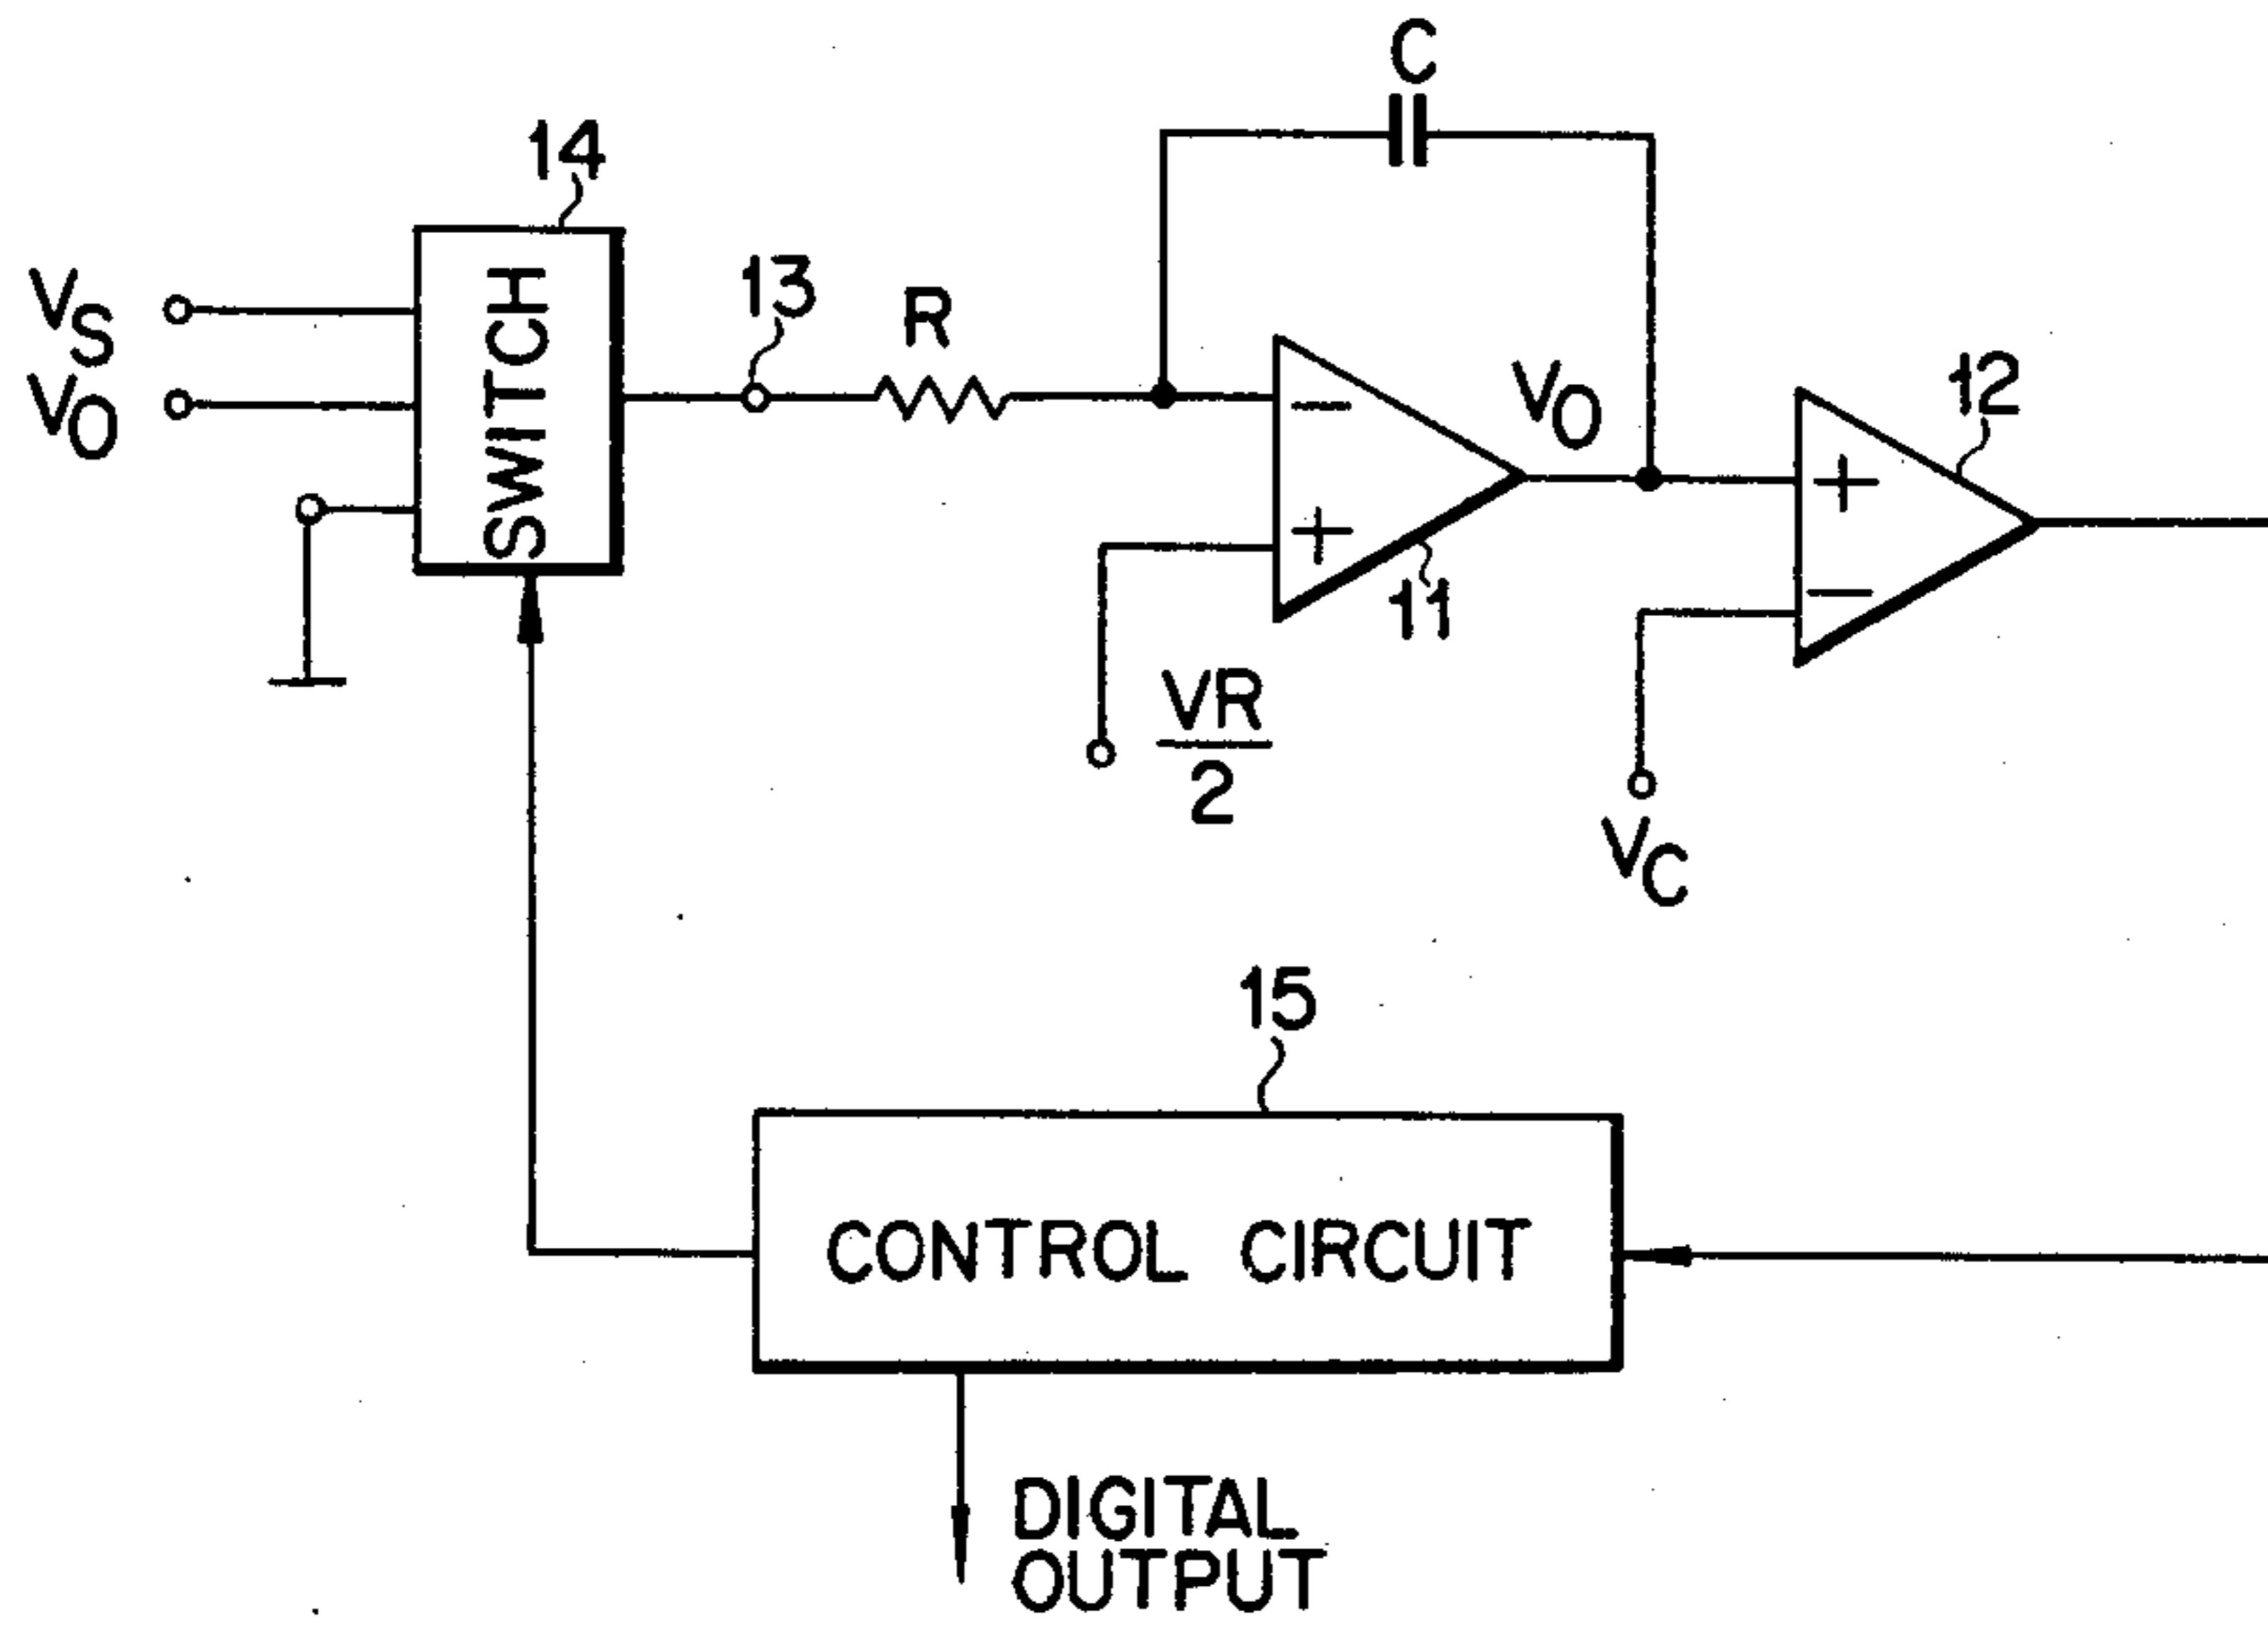 C
14
VS
VO
SWITCH
13
R
−
+
11
VO
12
+
−
VR
2
VC
15
CONTROL CIRCUIT
DIGITAL
OUTPUT